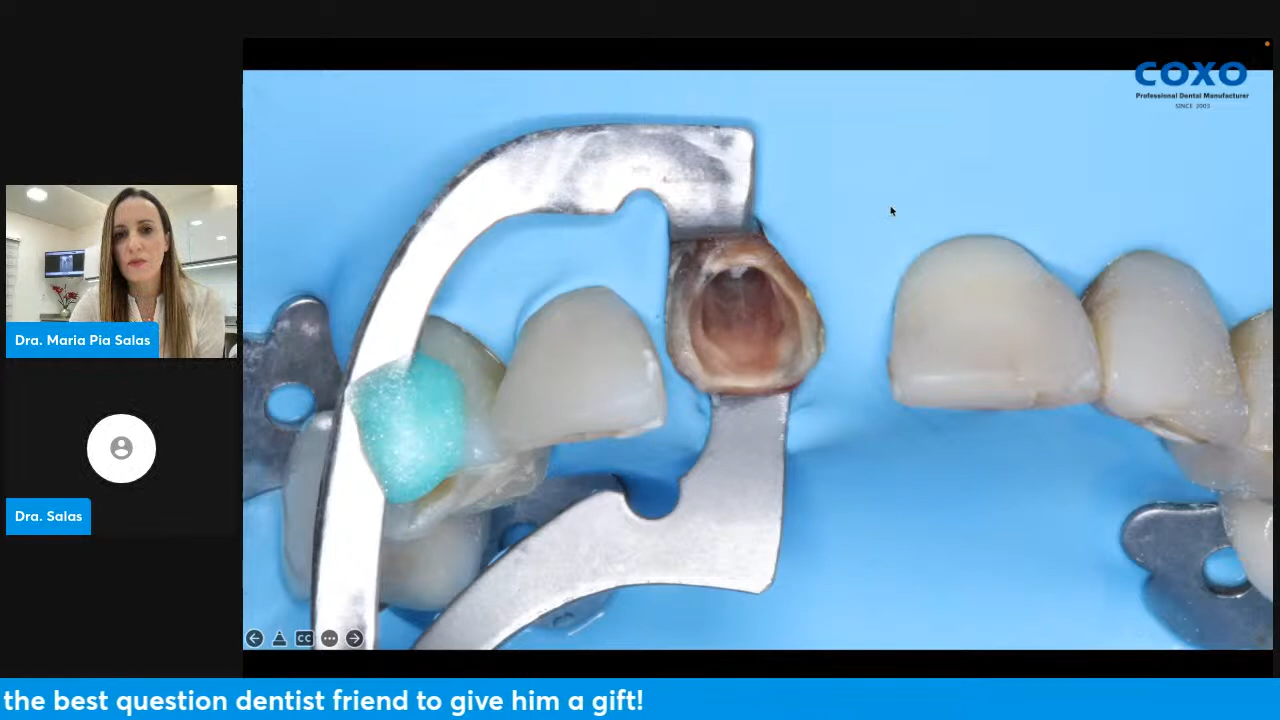 COXO
Professional Dental Manufacturer
SINCE 2003
Dra. Maria Pia Salas
Dra. Salas
CC
the best question dentist friend to give him a gift!